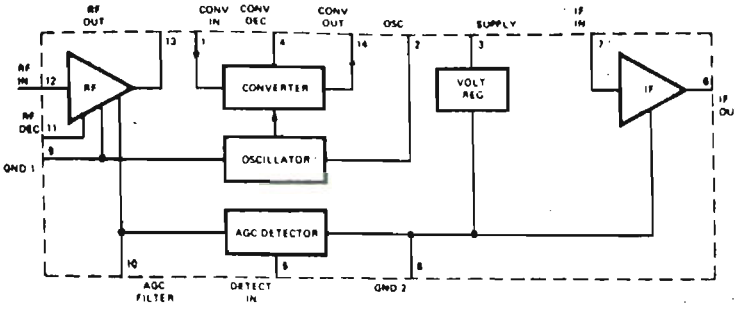 RF OUT
CONV IN
CONV DEC
CONV OUT
OSC
SUPPLY
IF IN
13
1
4
14
2
3
7
RF IN
12
RF
CONVERTER
VOLT REG
IF
6
IF OU
RF DEC
11
9
GND 1
OSCILLATOR
AGC DETECTOR
10
5
8
AGC FILTER
DETECT IN
GND 2